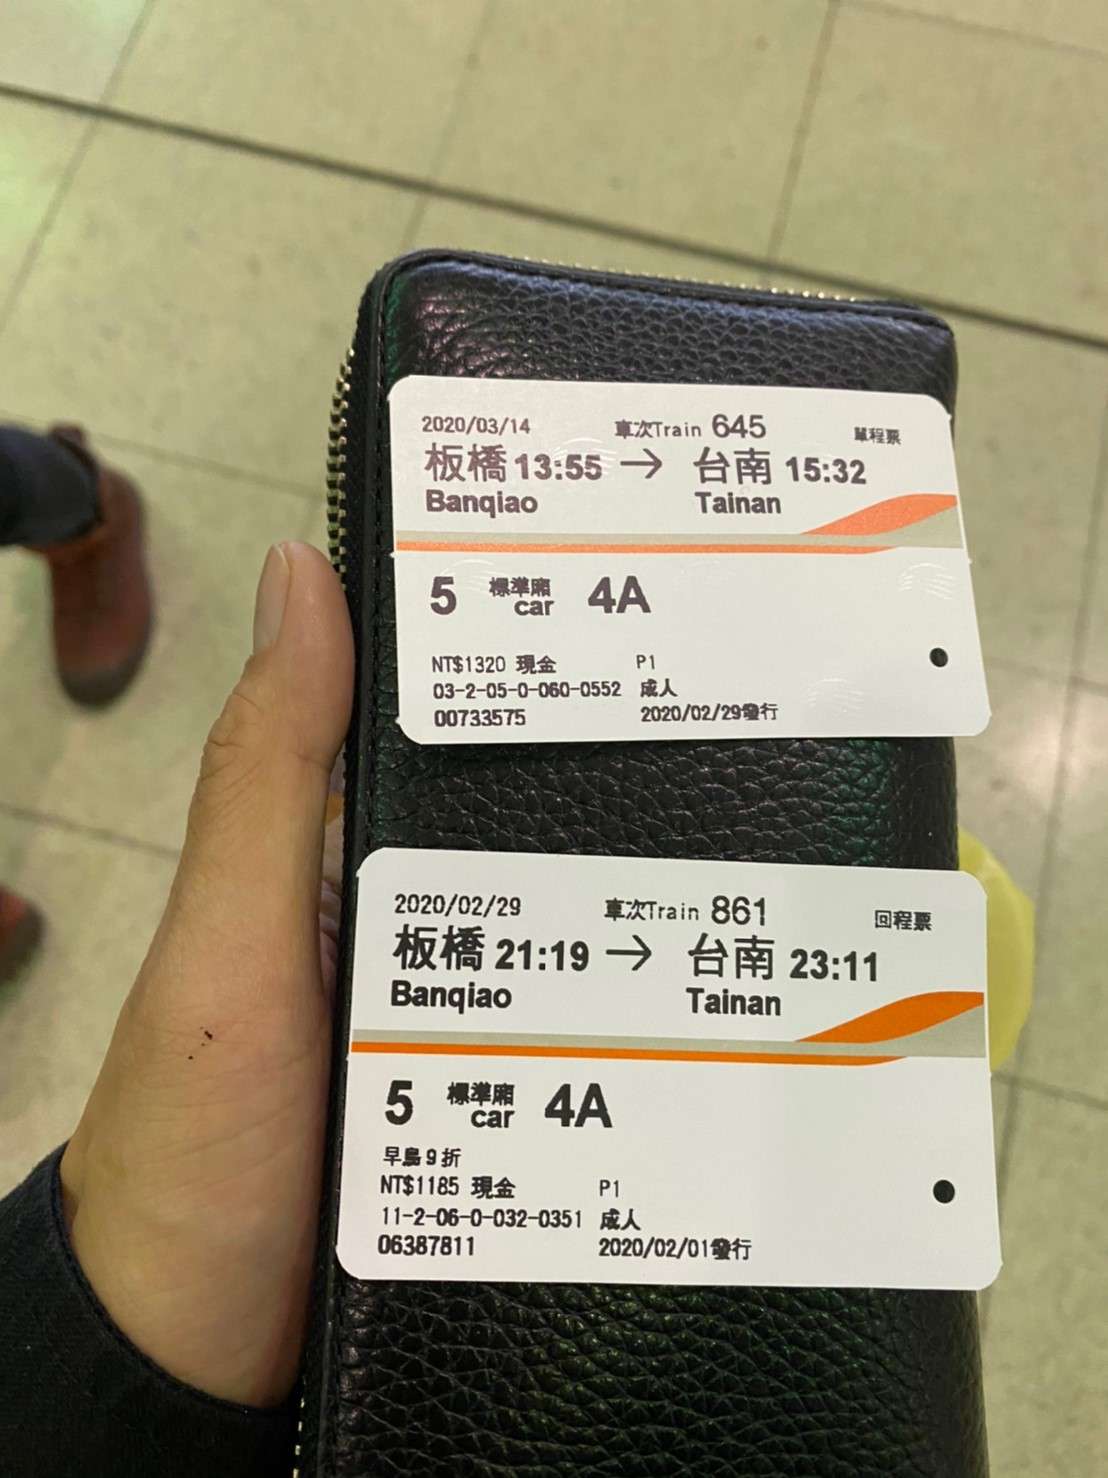 2020/03/14 車次Train 645 單程票
板橋 13:55 → 台南 15:32
Banqiao Tainan
5 標準廂 car 4A
NT$1320 現金 P1
03-2-05-0-060-0552 成人
00733575 2020/02/29發行
2020/02/29 車次Train 861 回程票
板橋 21:19 → 台南 23:11
Banqiao Tainan
5 標準廂 car 4A
早鳥9折
NT$1185 現金 P1
11-2-06-0-032-0351 成人
06387811 2020/02/01發行